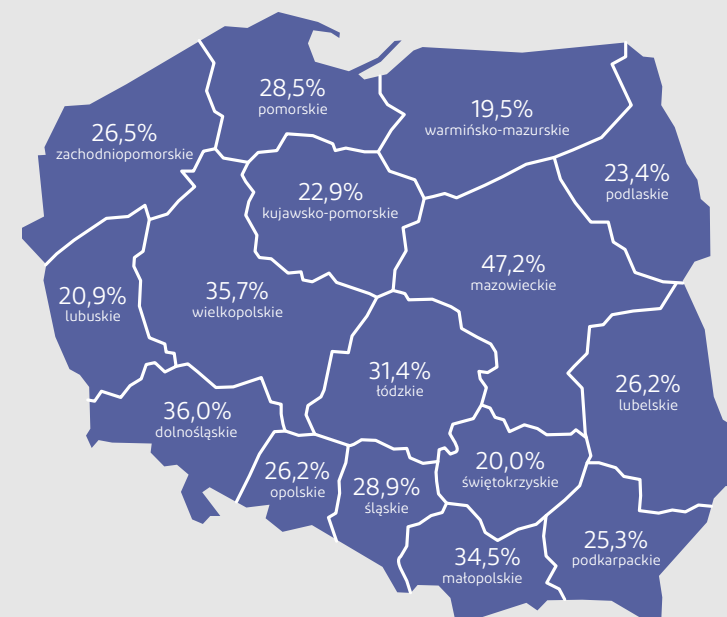 28,5%
pomorskie
19,5%
warmińsko-mazurskie
26,5%
zachodniopomorskie
23,4%
podlaskie
22,9%
kujawsko-pomorskie
47,2%
mazowieckie
20,9%
lubuskie
35,7%
wielkopolskie
31,4%
łódzkie
26,2%
lubelskie
36,0%
dolnośląskie
26,2%
opolskie
28,9%
śląskie
20,0%
świętokrzyskie
34,5%
małopolskie
25,3%
podkarpackie